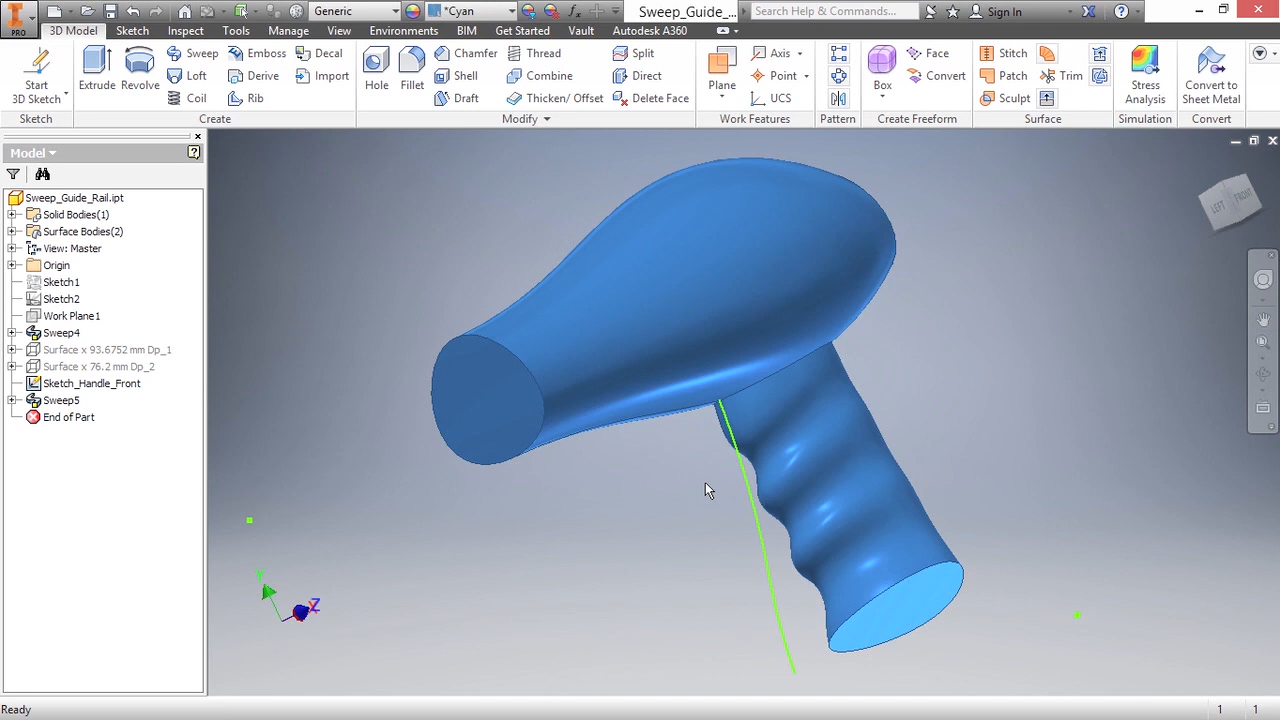 PRO
Generic
*Cyan
Sweep_Guide_...
Search Help & Commands...
Sign In
3D Model Sketch Inspect Tools Manage View Environments BIM Get Started Vault Autodesk A360
Start
3D Sketch
Sketch
Extrude
Revolve
Sweep
Emboss
Decal
Loft
Derive
Import
Coil
Rib
Create
Hole
Fillet
Chamfer
Thread
Split
Shell
Combine
Direct
Draft
Thicken/ Offset
Delete Face
Modify
Plane
Axis
Point
UCS
Work Features
Pattern
Box
Face
Convert
Create Freeform
Stitch
Patch
Trim
Sculpt
Surface
Stress
Analysis
Simulation
Convert to
Sheet Metal
Convert
Model
Sweep_Guide_Rail.ipt
Solid Bodies(1)
Surface Bodies(2)
View: Master
Origin
Sketch1
Sketch2
Work Plane1
Sweep4
Surface x 93.6752 mm Dp_1
Surface x 76.2 mm Dp_2
Sketch_Handle_Front
Sweep5
End of Part
LEFT
FRONT
Y
Z
Ready
1
1